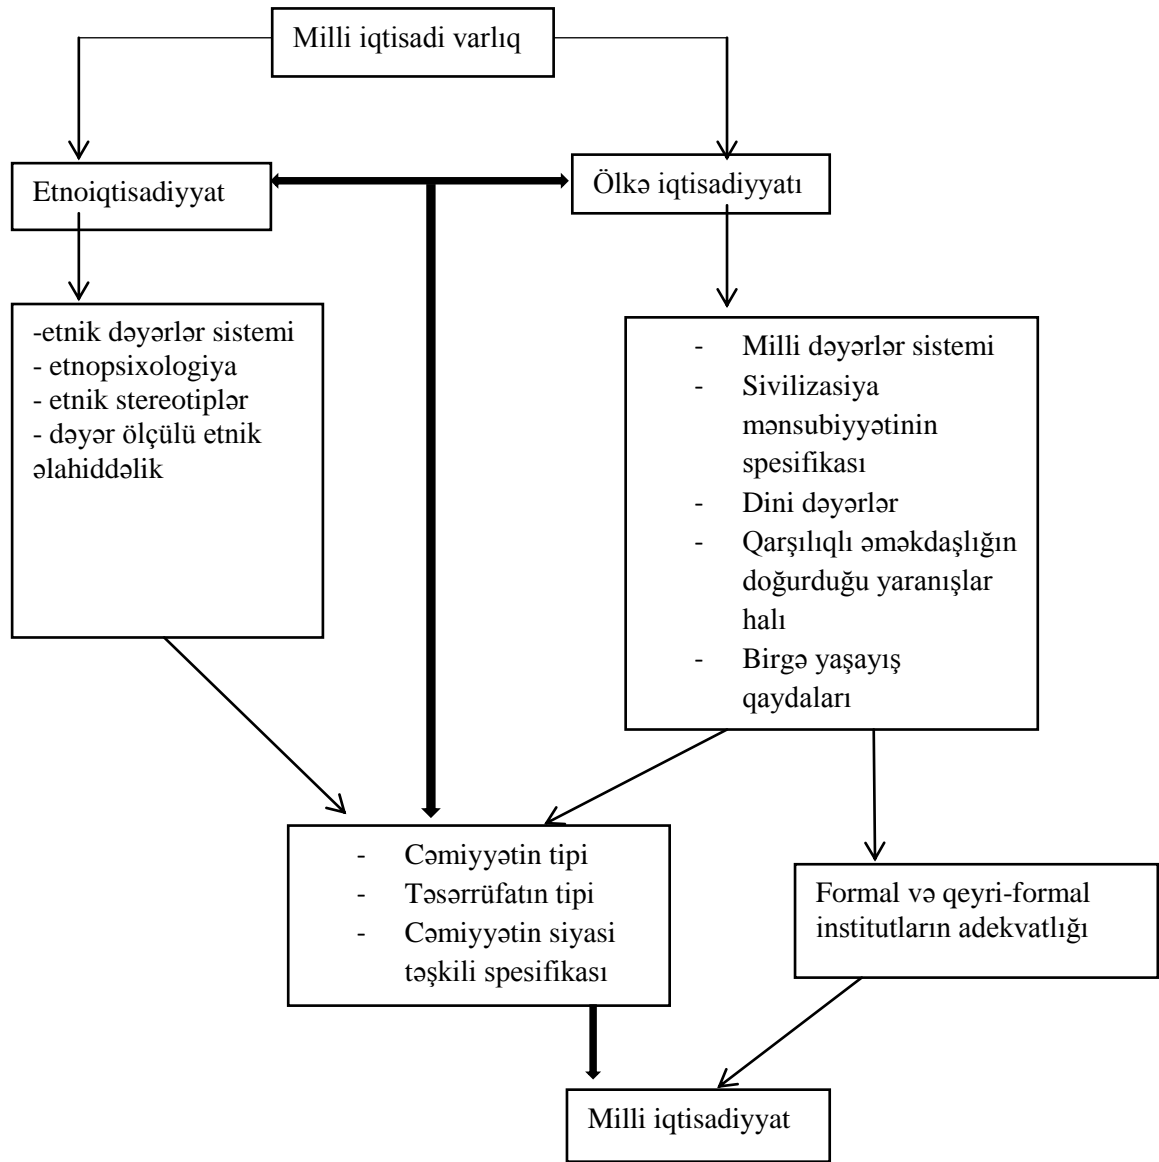 Milli iqtisadi varlıq
Etnoiqtisadiyyat
Ölkə iqtisadiyyatı
-etnik dəyərlər sistemi
- etnopsixologiya
- etnik stereotiplər
- dəyər ölçülü etnik
əlahiddəlik
- Milli dəyərlər sistemi
- Sivilizasiya
mənsubiyyətinin
spesifikası
- Dini dəyərlər
- Qarşılıqlı əməkdaşlığın
doğurduğu yaranışlar
halı
- Birgə yaşayış
qaydaları
- Cəmiyyətin tipi
- Təsərrüfatın tipi
- Cəmiyyətin siyasi
təşkili spesifikası
Formal və qeyri-formal
institutların adekvatlığı
Milli iqtisadiyyat